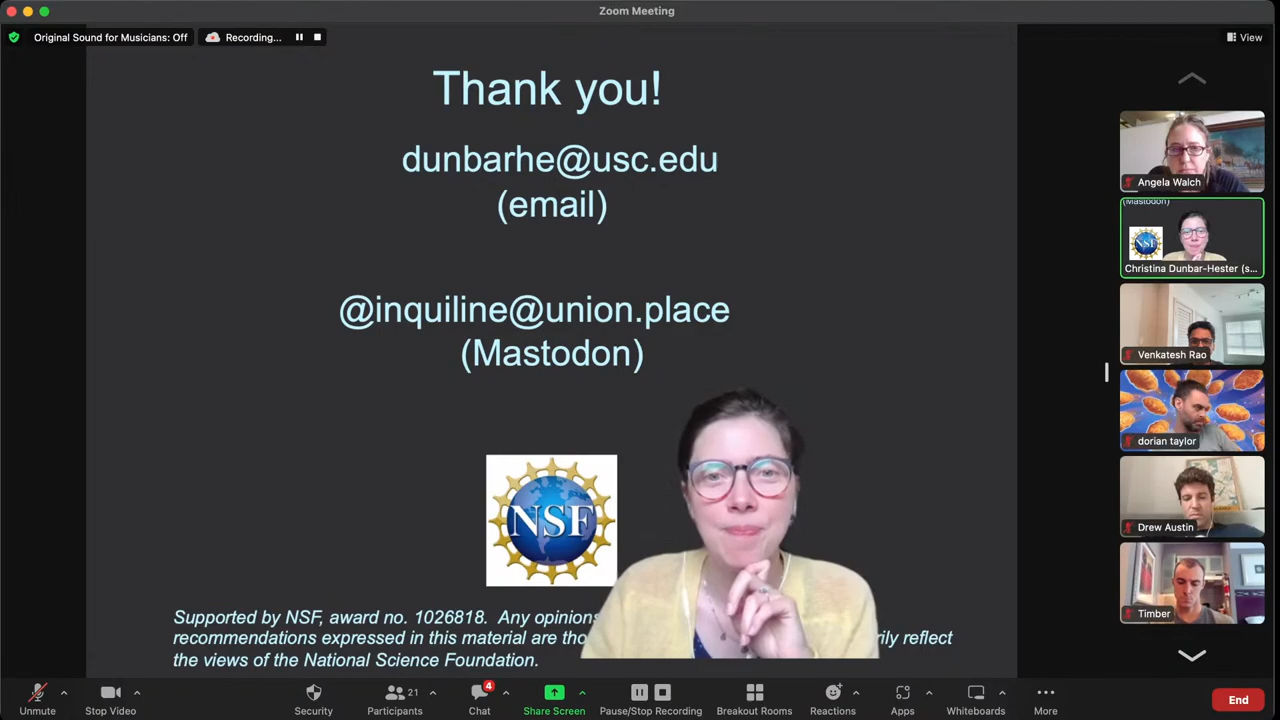 Zoom Meeting
Original Sound for Musicians: Off
Recording...
View
Thank you!
dunbarhe@usc.edu
(email)
@inquiline@union.place
(Mastodon)
NSF
Supported by NSF, award no. 1026818. Any opinions
recommendations expressed in this material are
reflect
the views of the National Science Foundation.
Angela Walch
(Mastodon)
NSF
Christina Dunbar-Hester (s...
Venkatesh Rao
dorian taylor
Drew Austin
Timber
Unmute
Stop Video
Security
21
Participants
4
Chat
Share Screen
Pause/Stop Recording
Breakout Rooms
Reactions
Apps
Whiteboards
More
End